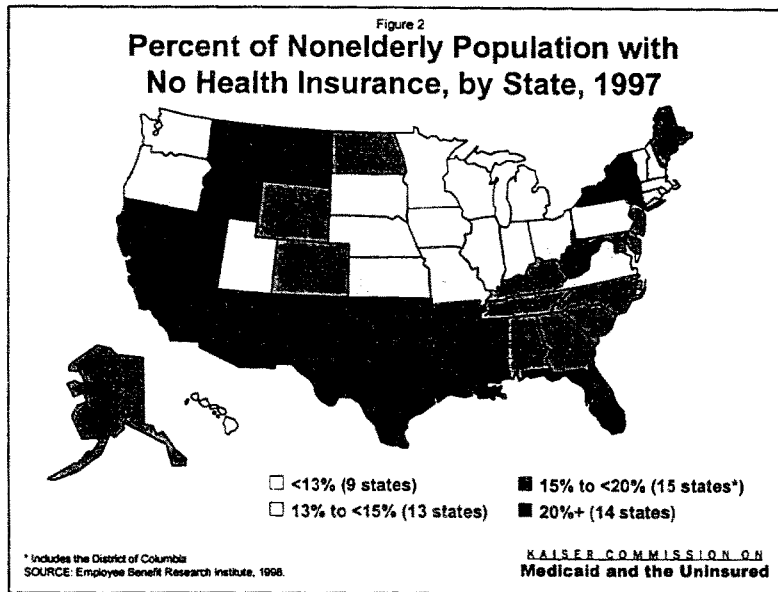 Figure 2
Percent of Nonelderly Population with
No Health Insurance, by State, 1997
<13% (9 states)
13% to <15% (13 states)
15% to <20% (15 states*)
20%+ (14 states)
* Includes the District of Columbia
SOURCE: Employee Benefit Research Institute, 1998.
KAISER COMMISSION ON
Medicaid and the Uninsured